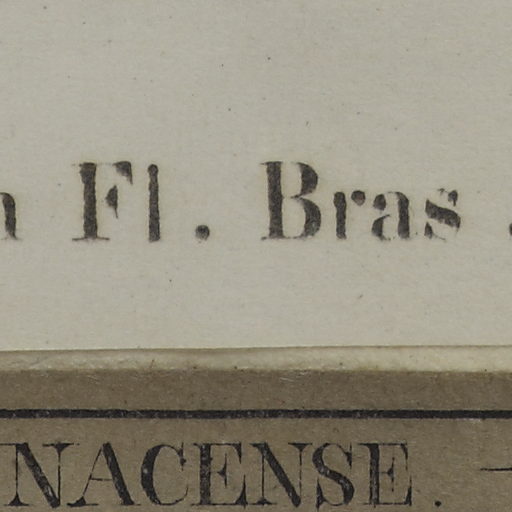 Fl. Bras.
NACENSE. —